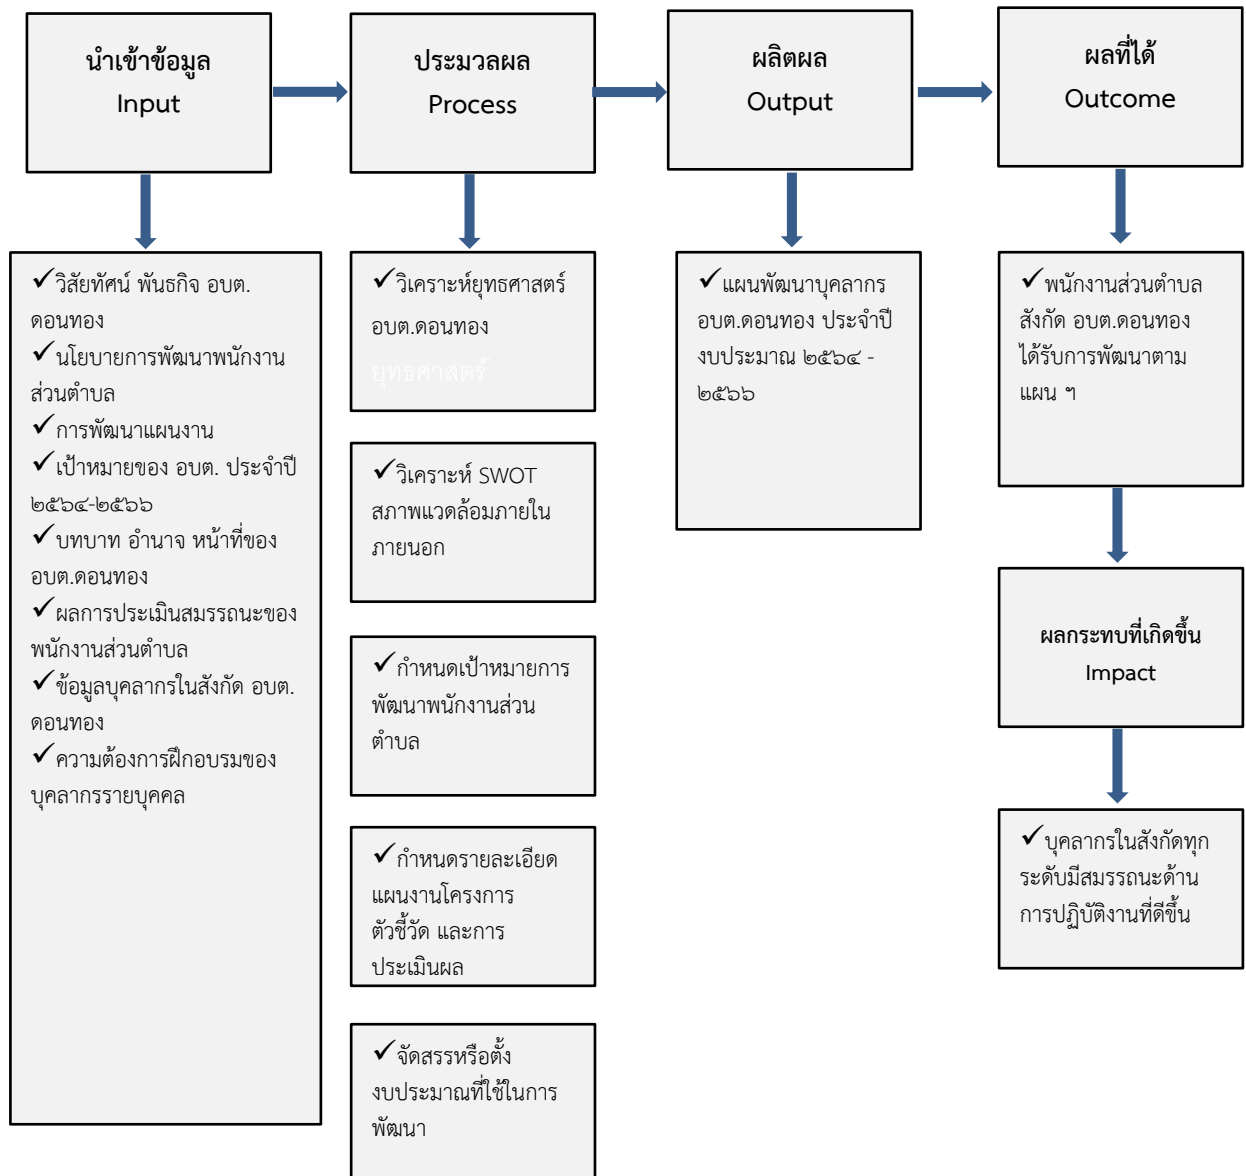 นำเข้าข้อมูล
Input
ประมวลผล
Process
ผลิตผล
Output
ผลที่ได้
Outcome
✓วิสัยทัศน์ พันธกิจ อบต.
ดอนทอง
✓นโยบายการพัฒนาพนักงาน
ส่วนตำบล
✓การพัฒนาแผนงาน
✓เป้าหมายของ อบต. ประจำปี
๒๕๖๔-๒๕๖๖
✓บทบาท อำนาจ หน้าที่ของ
อบต.ดอนทอง
✓ผลการประเมินสมรรถนะของ
พนักงานส่วนตำบล
✓ข้อมูลบุคลากรในสังกัด อบต.
ดอนทอง
✓ความต้องการฝึกอบรมของ
บุคลากรรายบุคคล
✓วิเคราะห์ยุทธศาสตร์
อบต.ดอนทอง
ยุทธศาสตร์
✓วิเคราะห์ SWOT
สภาพแวดล้อมภายใน
ภายนอก
✓กำหนดเป้าหมายการ
พัฒนาพนักงานส่วน
ตำบล
✓กำหนดรายละเอียด
แผนงานโครงการ
ตัวชี้วัด และการ
ประเมินผล
✓จัดสรรหรือตั้ง
งบประมาณที่ใช้ในการ
พัฒนา
✓แผนพัฒนาบุคลากร
อบต.ดอนทอง ประจำปี
งบประมาณ ๒๕๖๔ -
๒๕๖๖
✓พนักงานส่วนตำบล
สังกัด อบต.ดอนทอง
ได้รับการพัฒนาตาม
แผน ฯ
ผลกระทบที่เกิดขึ้น
Impact
✓บุคลากรในสังกัดทุก
ระดับมีสมรรถนะด้าน
การปฏิบัติงานที่ดีขึ้น